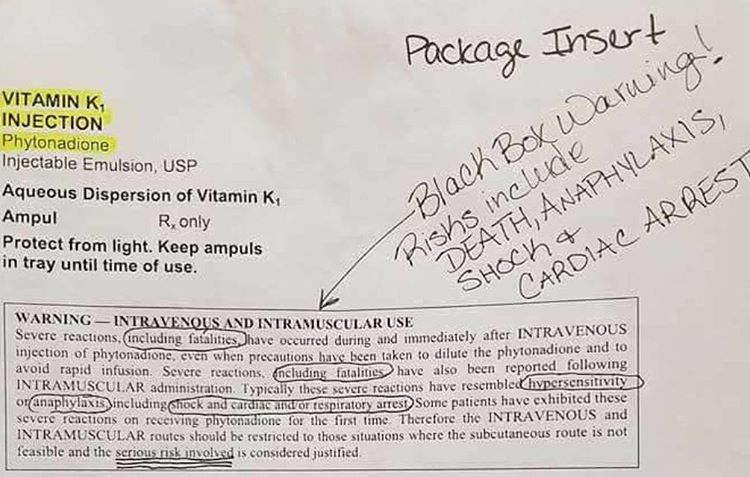 Package Insert
Black Box Warning!
Risks include
DEATH, ANAPHYLAXIS,
SHOCK &
CARDIAC ARREST
VITAMIN K₁
INJECTION
Phytonadione
Injectable Emulsion, USP
Aqueous Dispersion of Vitamin K₁
Ampul Rx only
Protect from light. Keep ampuls
in tray until time of use.
WARNING — INTRAVENOUS AND INTRAMUSCULAR USE
Severe reactions, including fatalities, have occurred during and immediately after INTRAVENOUS
injection of phytonadione, even when precautions have been taken to dilute the phytonadione and to
avoid rapid infusion. Severe reactions, including fatalities, have also been reported following
INTRAMUSCULAR administration. Typically these severe reactions have resembled hypersensitivity
or anaphylaxis, including shock and cardiac and/or respiratory arrest. Some patients have exhibited these
severe reactions on receiving phytonadione for the first time. Therefore the INTRAVENOUS and
INTRAMUSCULAR routes should be restricted to those situations where the subcutaneous route is not
feasible and the serious risk involved is considered justified.